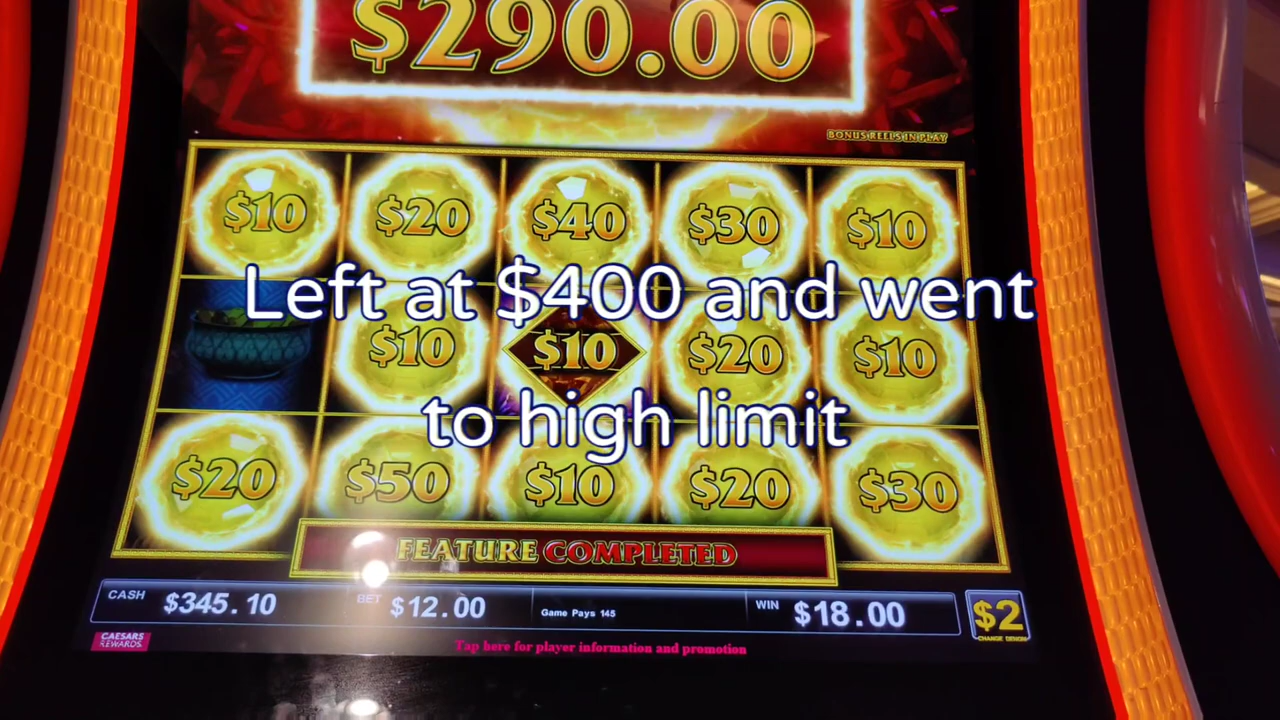 $290.00
BONUS REELS IN PLAY
$10 $20 $40 $30 $10
Left at $400 and went
$10 $10 $20 $10
to high limit
$20 $50 $10 $20 $30
FEATURE COMPLETED
CASH $345.10 BET $12.00 Game Pays 145 WIN $18.00 $2
CHANGE DENOM
CAESARS
REWARDS
Tap here for player information and promotion